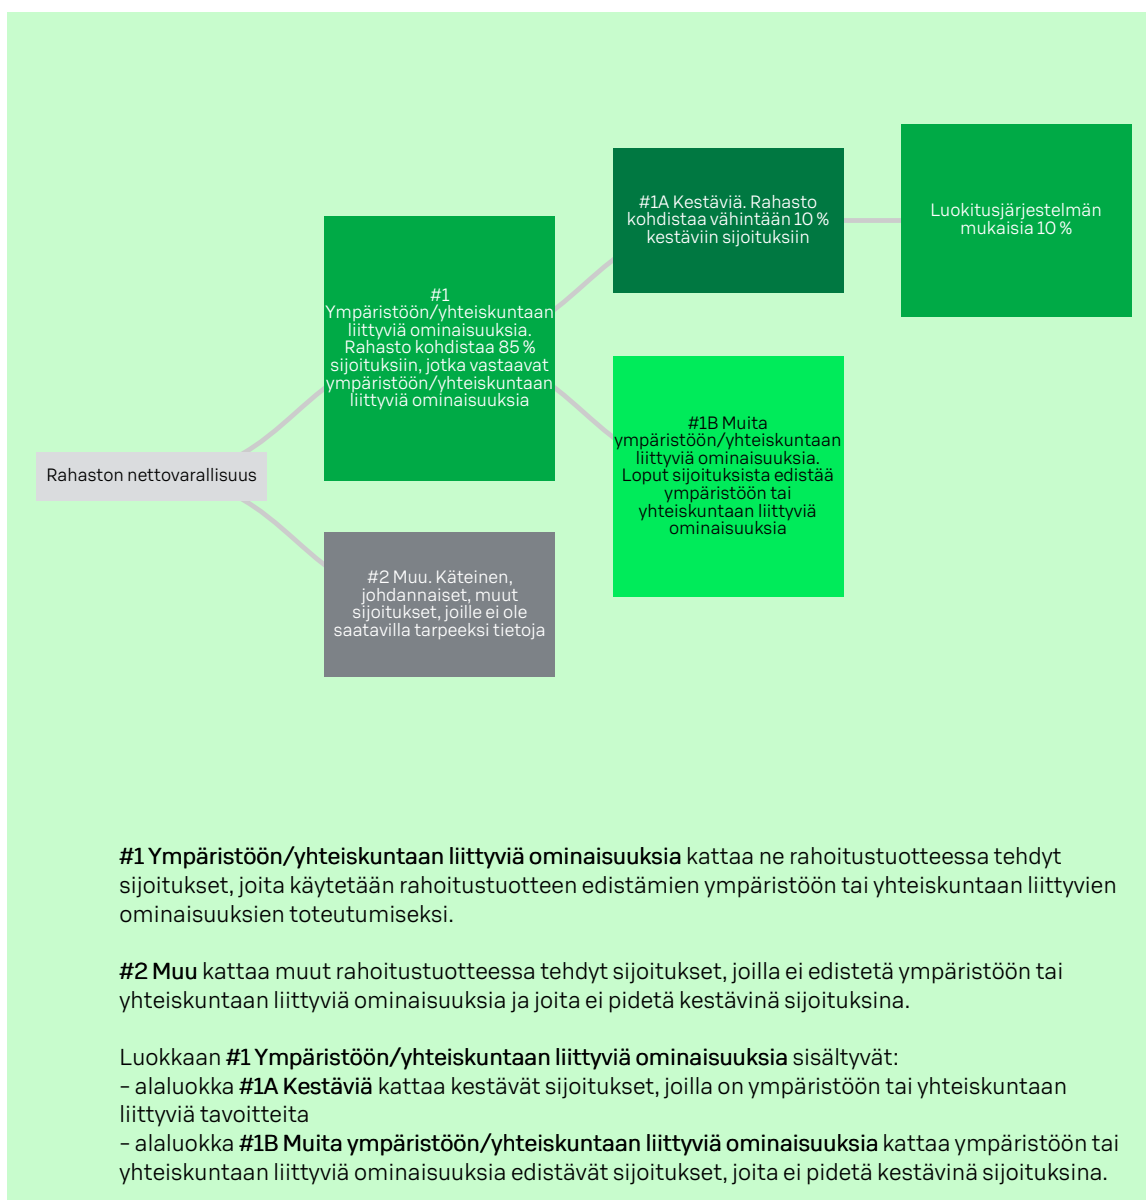 Rahaston nettovarallisuus
#1
Ympäristöön/yhteiskuntaan
liittyviä ominaisuuksia.
Rahasto kohdistaa 85 %
sijoituksiin, jotka vastaavat
ympäristöön/yhteiskuntaan
liittyviä ominaisuuksia
#2 Muu. Käteinen,
johdannaiset, muut
sijoitukset, joille ei ole
saatavilla tarpeeksi tietoja
#1A Kestäviä. Rahasto
kohdistaa vähintään 10 %
kestäviin sijoituksiin
#1B Muita
ympäristöön/yhteiskuntaan
liittyviä ominaisuuksia.
Loput sijoituksista edistää
ympäristöön tai
yhteiskuntaan liittyviä
ominaisuuksia
Luokitusjärjestelmän
mukaisia 10 %
#1 Ympäristöön/yhteiskuntaan liittyviä ominaisuuksia kattaa ne rahoitustuotteessa tehdyt
sijoitukset, joita käytetään rahoitustuotteen edistämien ympäristöön tai yhteiskuntaan liittyvien
ominaisuuksien toteutumiseksi.
#2 Muu kattaa muut rahoitustuotteessa tehdyt sijoitukset, joilla ei edistetä ympäristöön tai
yhteiskuntaan liittyviä ominaisuuksia ja joita ei pidetä kestävinä sijoituksina.
Luokkaan #1 Ympäristöön/yhteiskuntaan liittyviä ominaisuuksia sisältyvät:
- alaluokka #1A Kestäviä kattaa kestävät sijoitukset, joilla on ympäristöön tai yhteiskuntaan
liittyviä tavoitteita
- alaluokka #1B Muita ympäristöön/yhteiskuntaan liittyviä ominaisuuksia kattaa ympäristöön tai
yhteiskuntaan liittyviä ominaisuuksia edistävät sijoitukset, joita ei pidetä kestävinä sijoituksina.